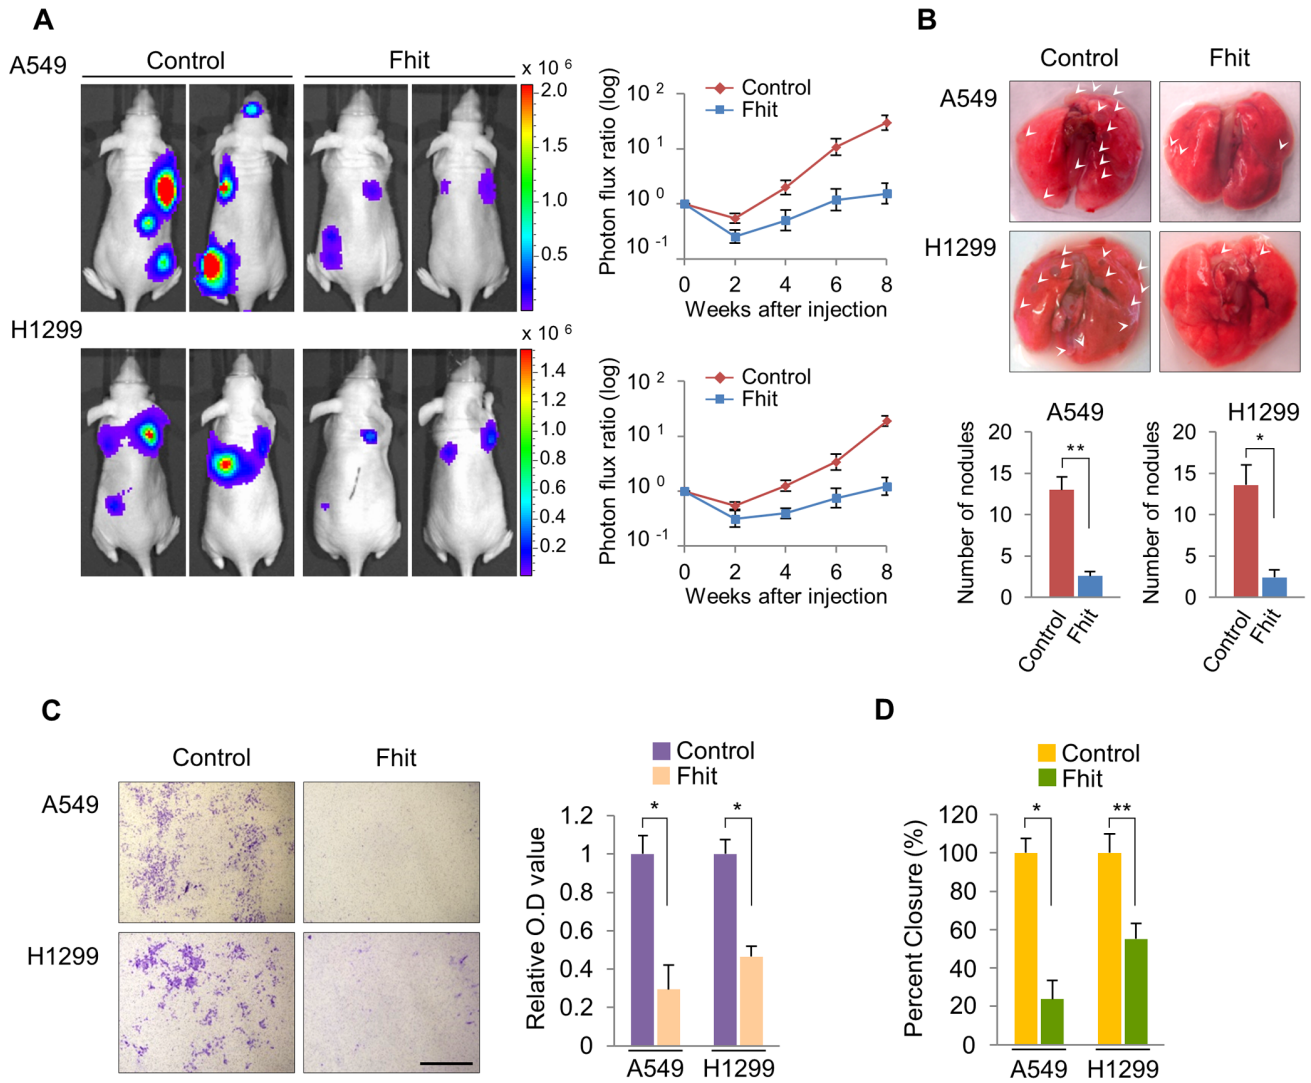 A
Control
Fhit
A549
x 10 6
2.0
1.5
1.0
0.5
Photon flux ratio (log)
10 2
10 1
10 0
10 -1
Control
Fhit
0 2 4 6 8
Weeks after injection
H1299
x 10 6
1.4
1.2
1.0
0.8
0.6
0.4
0.2
Photon flux ratio (log)
10 2
10 1
10 0
10 -1
Control
Fhit
0 2 4 6 8
Weeks after injection
B
Control
Fhit
A549
H1299
A549
Number of nodules
20
15
10
5
0
**
Control
Fhit
H1299
Number of nodules
20
15
10
5
0
*
Control
Fhit
C
Control
Fhit
A549
H1299
Control
Fhit
Relative O.D value
1.2
1
0.8
0.6
0.4
0.2
0
*
*
A549 H1299
D
Control
Fhit
Percent Closure (%)
120
100
80
60
40
20
0
*
**
A549 H1299